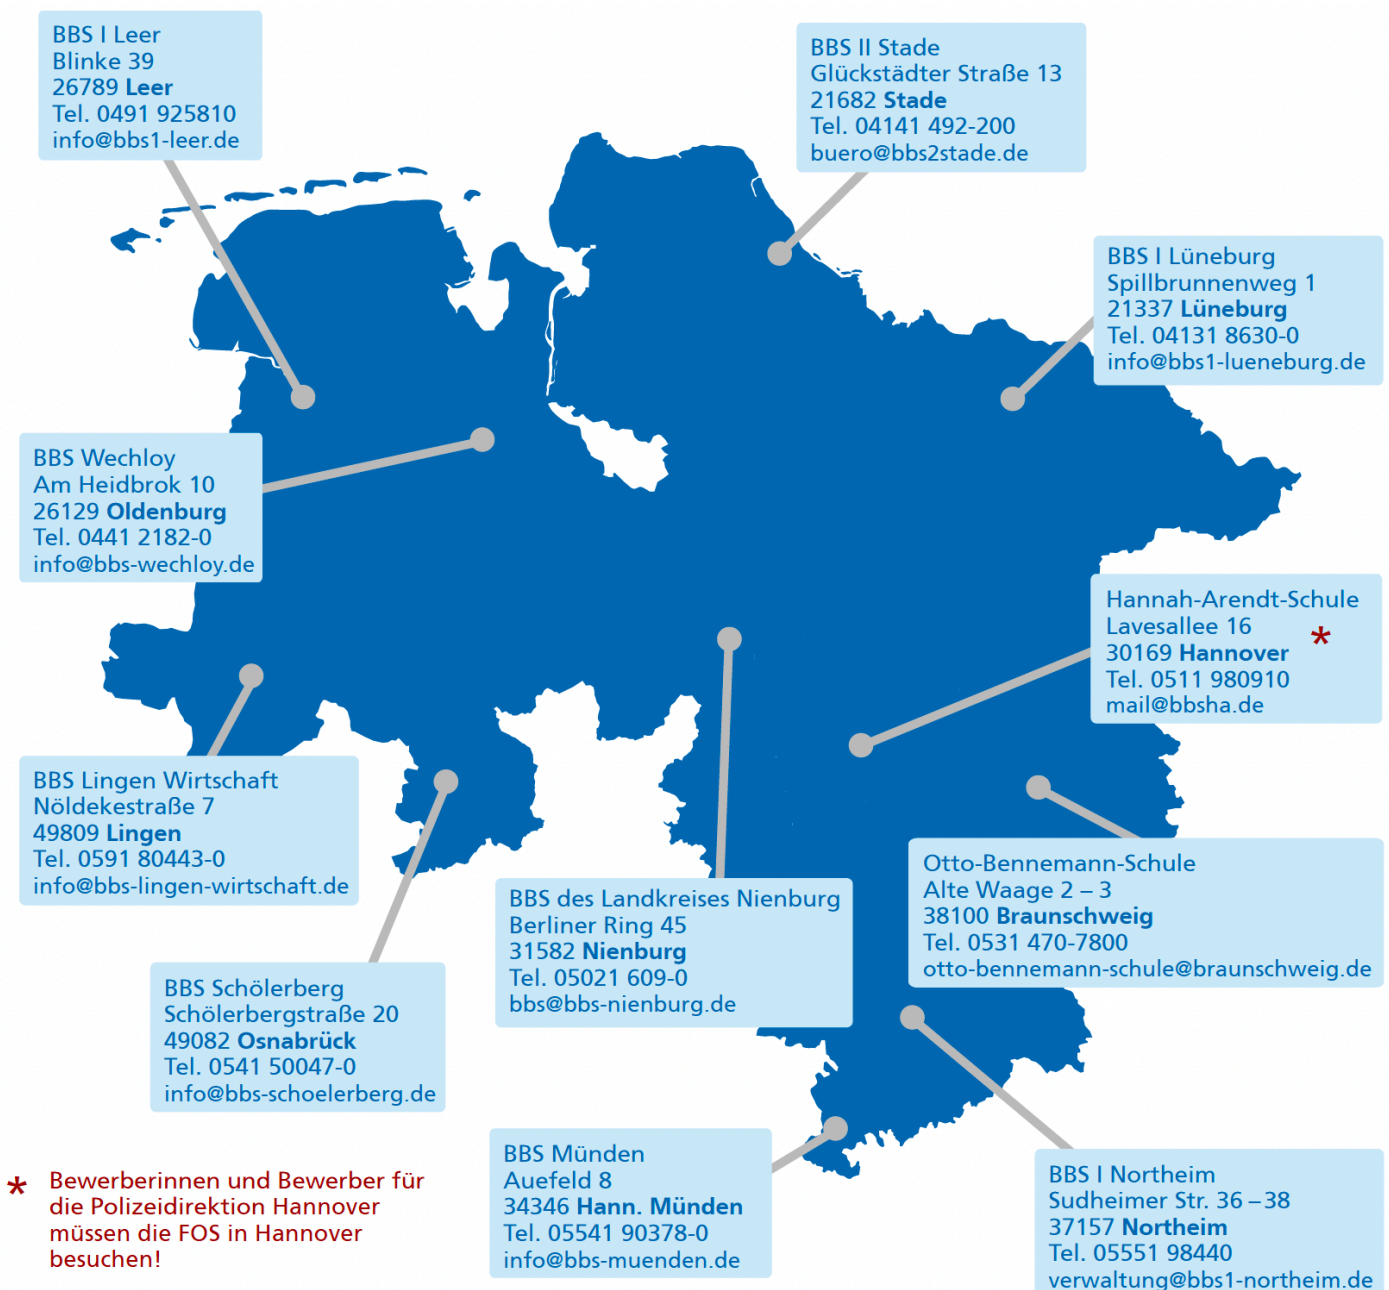 BBS I Leer
Blinke 39
26789 Leer
Tel. 0491 925810
info@bbs1-leer.de
BBS II Stade
Glückstädter Straße 13
21682 Stade
Tel. 04141 492-200
buero@bbs2stade.de
BBS I Lüneburg
Spillbrunnenweg 1
21337 Lüneburg
Tel. 04131 8630-0
info@bbs1-lueneburg.de
BBS Wechloy
Am Heidbrok 10
26129 Oldenburg
Tel. 0441 2182-0
info@bbs-wechloy.de
Hannah-Arendt-Schule
Lavesallee 16
30169 Hannover *
Tel. 0511 980910
mail@bbsha.de
BBS Lingen Wirtschaft
Nöldekestraße 7
49809 Lingen
Tel. 0591 80443-0
info@bbs-lingen-wirtschaft.de
Otto-Bennemann-Schule
Alte Waage 2 – 3
38100 Braunschweig
Tel. 0531 470-7800
otto-bennemann-schule@braunschweig.de
BBS des Landkreises Nienburg
Berliner Ring 45
31582 Nienburg
Tel. 05021 609-0
bbs@bbs-nienburg.de
BBS Schölerberg
Schölerbergstraße 20
49082 Osnabrück
Tel. 0541 50047-0
info@bbs-schoelerberg.de
BBS Münden
Auefeld 8
34346 Hann. Münden
Tel. 05541 90378-0
info@bbs-muenden.de
BBS I Northeim
Sudheimer Str. 36 – 38
37157 Northeim
Tel. 05551 98440
verwaltung@bbs1-northeim.de
* Bewerberinnen und Bewerber für
die Polizeidirektion Hannover
müssen die FOS in Hannover
besuchen!